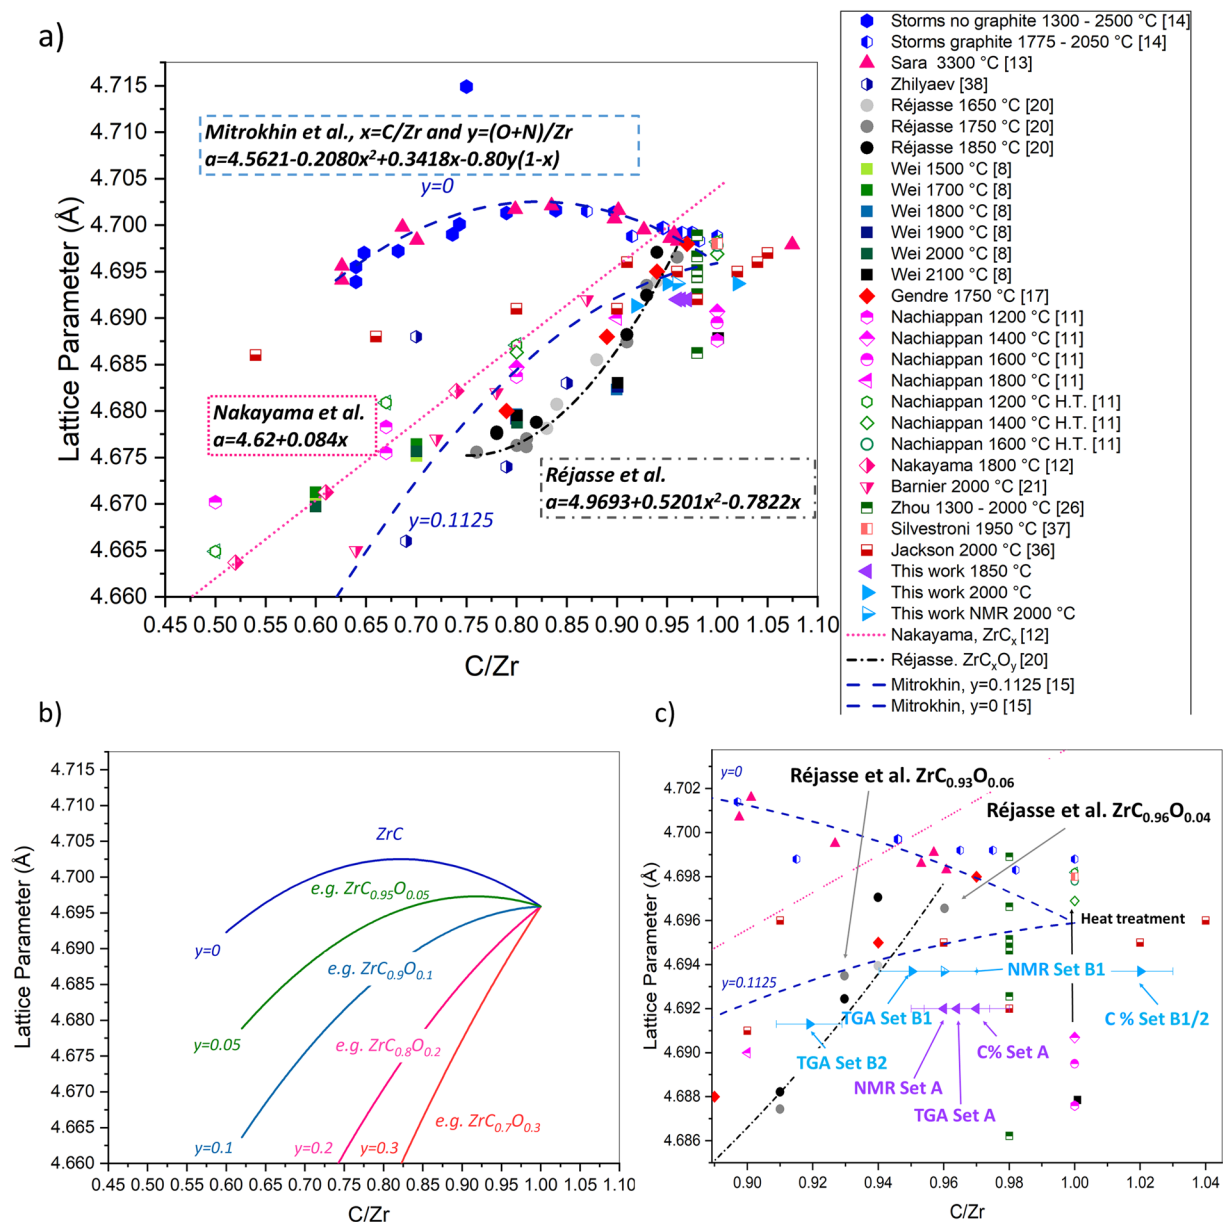 a)
Lattice Parameter (Å)
4.715
4.710
4.705
4.700
4.695
4.690
4.685
4.680
4.675
4.670
4.665
4.660
Mitrokhin et al., x=C/Zr and y=(O+N)/Zr
a=4.5621-0.2080x²+0.3418x-0.80y(1-x)
y=0
Nakayama et al.
a=4.62+0.084x
Réjasse et al.
a=4.9693+0.5201x²-0.7822x
y=0.1125
0.45 0.50 0.55 0.60 0.65 0.70 0.75 0.80 0.85 0.90 0.95 1.00 1.05 1.10
C/Zr
Storms no graphite 1300 - 2500 °C [14]
Storms graphite 1775 - 2050 °C [14]
Sara 3300 °C [13]
Zhilyaev [38]
Réjasse 1650 °C [20]
Réjasse 1750 °C [20]
Réjasse 1850 °C [20]
Wei 1500 °C [8]
Wei 1700 °C [8]
Wei 1800 °C [8]
Wei 1900 °C [8]
Wei 2000 °C [8]
Wei 2100 °C [8]
Gendre 1750 °C [17]
Nachiappan 1200 °C [11]
Nachiappan 1400 °C [11]
Nachiappan 1600 °C [11]
Nachiappan 1800 °C [11]
Nachiappan 1200 °C H.T. [11]
Nachiappan 1400 °C H.T. [11]
Nachiappan 1600 °C H.T. [11]
Nakayama 1800 °C [12]
Barnier 2000 °C [21]
Zhou 1300 - 2000 °C [26]
Silvestroni 1950 °C [37]
Jackson 2000 °C [36]
This work 1850 °C
This work 2000 °C
This work NMR 2000 °C
Nakayama, ZrCₓ [12]
Réjasse. ZrCₓOᵧ [20]
Mitrokhin, y=0.1125 [15]
Mitrokhin, y=0 [15]
b)
Lattice Parameter (Å)
4.715
4.710
4.705
4.700
4.695
4.690
4.685
4.680
4.675
4.670
4.665
4.660
ZrC
e.g. ZrC₀.₉₅O₀.₀₅
y=0
e.g. ZrC₀.₉O₀.₁
y=0.05
e.g. ZrC₀.₈O₀.₂
e.g. ZrC₀.₇O₀.₃
y=0.1
y=0.2
y=0.3
0.45 0.50 0.55 0.60 0.65 0.70 0.75 0.80 0.85 0.90 0.95 1.00 1.05 1.10
C/Zr
c)
Lattice Parameter (Å)
4.702
4.700
4.698
4.696
4.694
4.692
4.690
4.688
4.686
y=0
Réjasse et al. ZrC₀.₉₃O₀.₀₆
Réjasse et al. ZrC₀.₉₆O₀.₀₄
Heat treatment
y=0.1125
NMR Set B1
TGA Set B1
C % Set B1/2
TGA Set B2
C% Set A
NMR Set A
TGA Set A
0.90 0.92 0.94 0.96 0.98 1.00 1.02 1.04
C/Zr